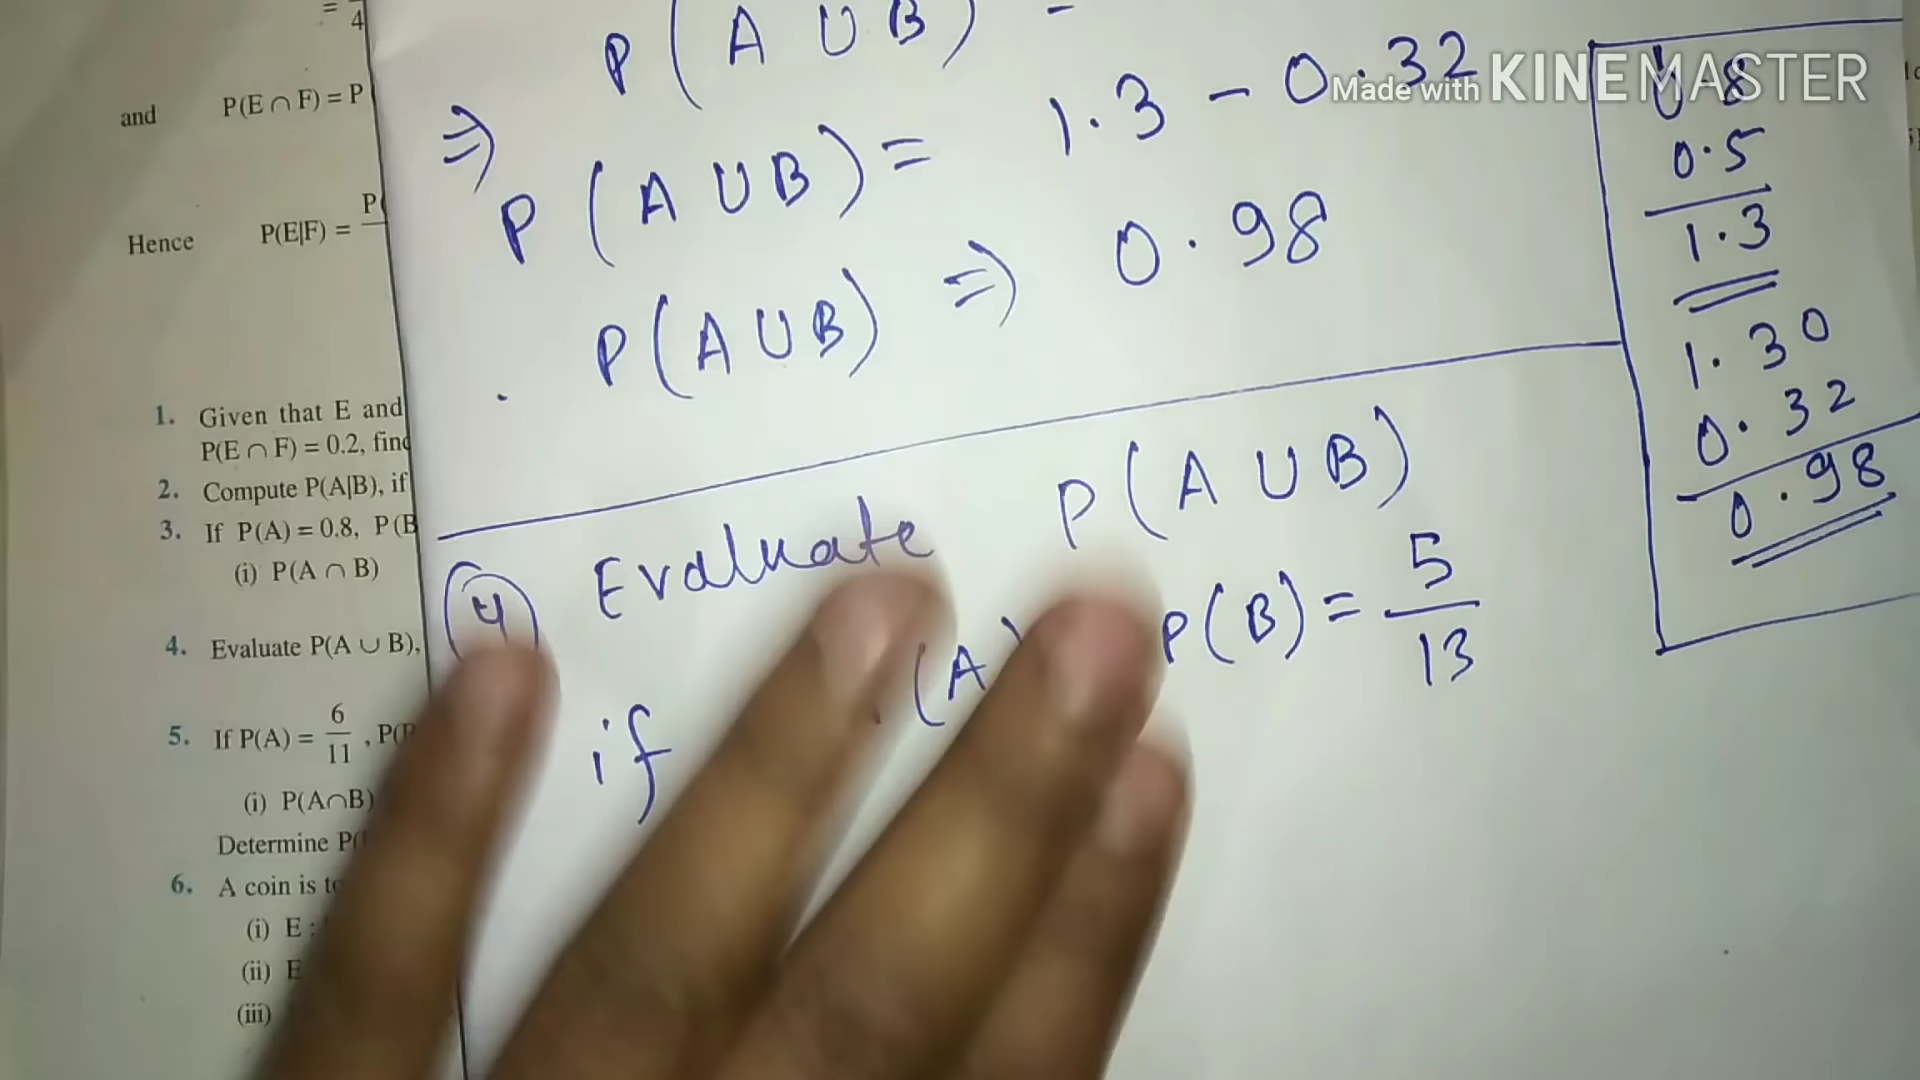 = 4
and P(E ∩ F) = P
Hence P(E|F) = P(
1. Given that E and
P(E ∩ F) = 0.2, find
2. Compute P(A|B), if
3. If P(A) = 0.8, P(B
(i) P(A ∩ B)
4. Evaluate P(A ∪ B),
5. If P(A) = 6/11, P(B
(i) P(A∩B)
Determine P(
6. A coin is to
(i) E :
(ii) E
(iii)
P(A ∪ B) =
⇒ P(A ∪ B) = 1.3 - 0.32
P(A ∪ B) ⇒ 0.98
4 Evaluate P(A ∪ B)
if (A) P(B) = 5/13
0.8
0.5
1.3
1.30
0.32
0.98
Made with KINEMASTER